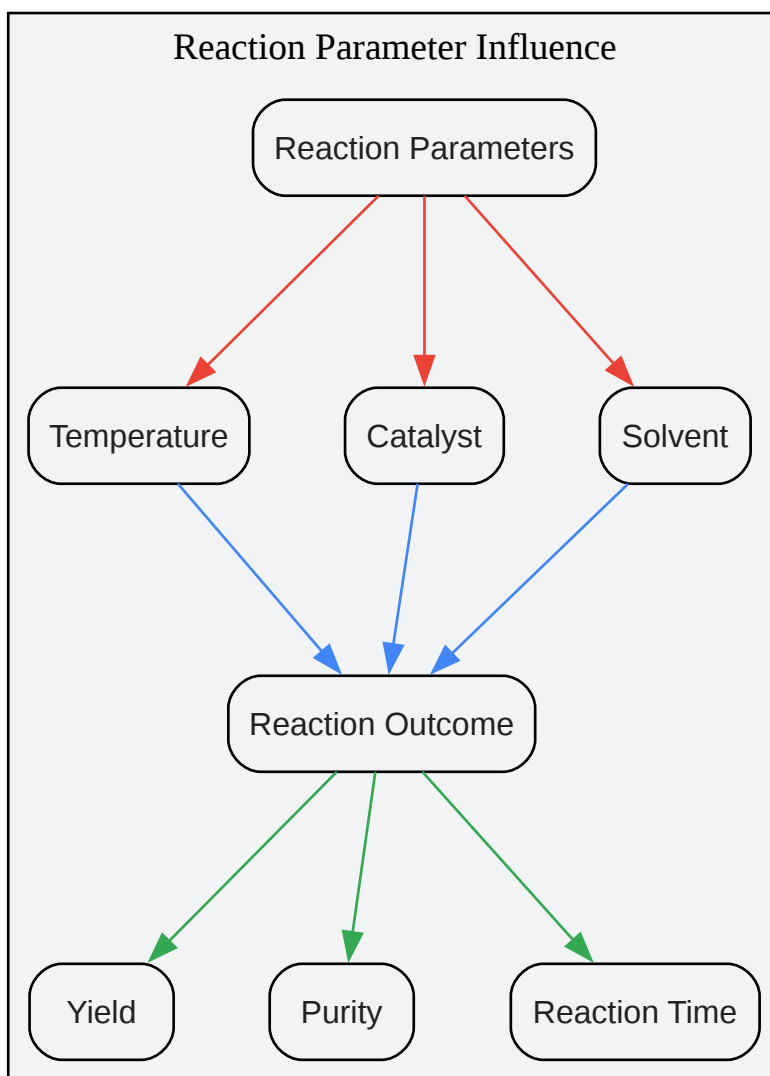 Reaction Parameter Influence
Reaction Parameters
Temperature
Catalyst
Solvent
Reaction Outcome
Yield
Purity
Reaction Time